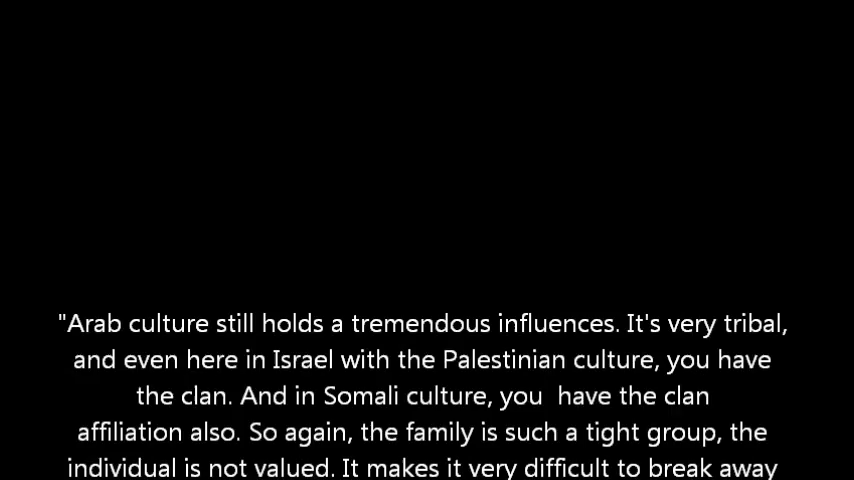 "Arab culture still holds a tremendous influences. It's very tribal,
and even here in Israel with the Palestinian culture, you have
the clan. And in Somali culture, you  have the clan
affiliation also. So again, the family is such a tight group, the
individual is not valued. It makes it very difficult to break away